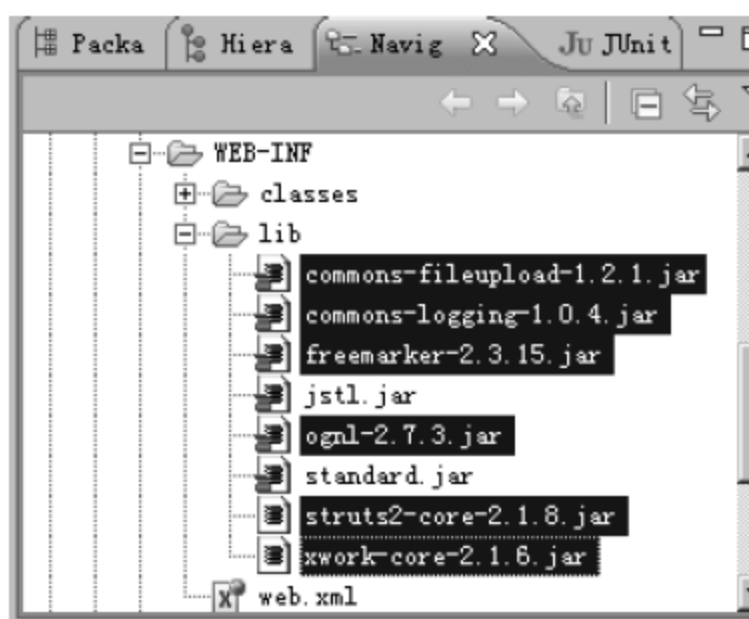 Packa Hiera Navig JUnit
WEB-INF
classes
lib
commons-fileupload-1.2.1.jar
commons-logging-1.0.4.jar
freemarker-2.3.15.jar
jstl.jar
ognl-2.7.3.jar
standard.jar
struts2-core-2.1.8.jar
xwork-core-2.1.6.jar
web.xml